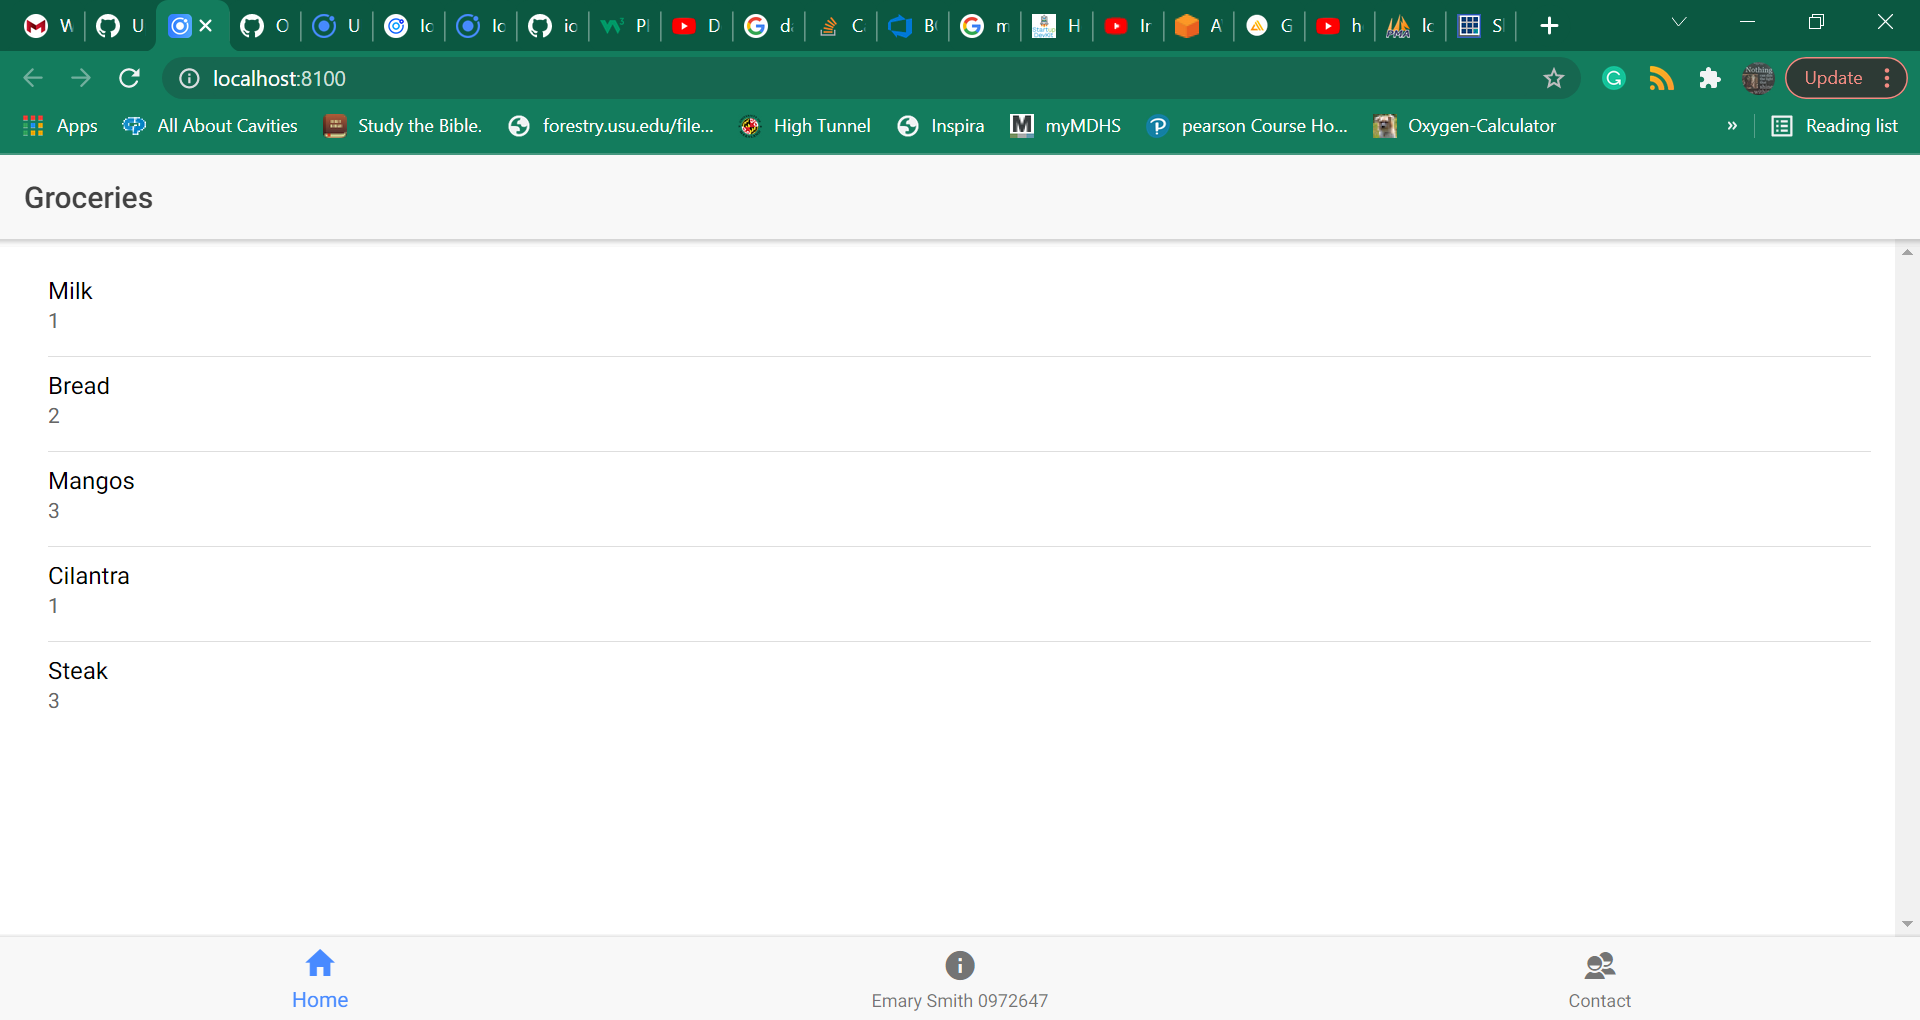 W U O U Ic Ic ic Pl D d C B m H Ir A G h lc S
localhost:8100 Update
Apps All About Cavities Study the Bible. forestry.usu.edu/file... High Tunnel Inspira myMDHS pearson Course Ho... Oxygen-Calculator » Reading list
Groceries
Milk
1
Bread
2
Mangos
3
Cilantra
1
Steak
3
Home Emary Smith 0972647 Contact